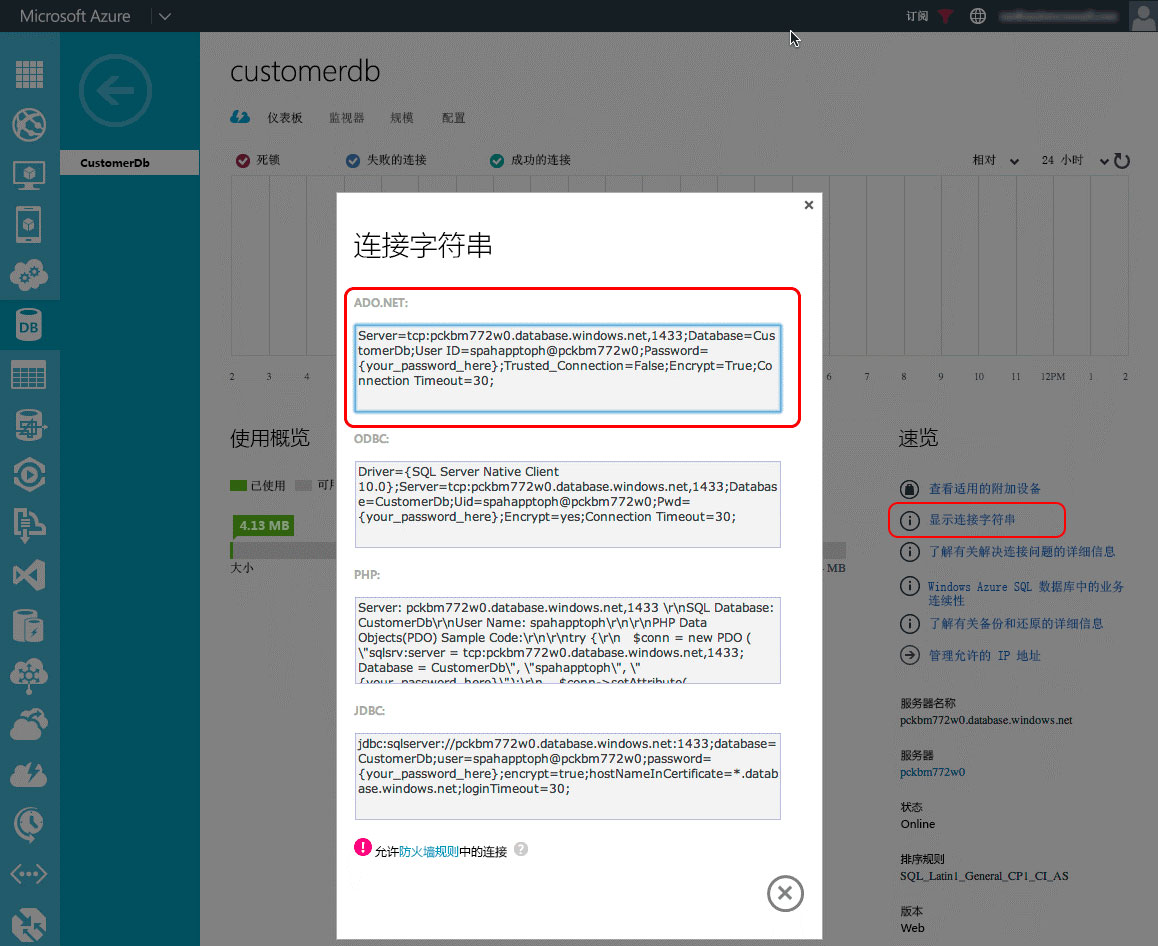 Microsoft Azure
订阅
customerdb
仪表板 监视器 规模 配置
CustomerDb
死锁 失败的连接 成功的连接 相对 24 小时
连接字符串
ADO.NET:
Server=tcp:pckbm772w0.database.windows.net,1433;Database=Cus
tomerDb;User ID=spahapptoph@pckbm772w0;Password=
{your_password_here};Trusted_Connection=False;Encrypt=True;Co
nnection Timeout=30;
ODBC:
Driver={SQL Server Native Client
10.0};Server=tcp:pckbm772w0.database.windows.net,1433;Databas
e=CustomerDb;Uid=spahapptoph@pckbm772w0;Pwd=
{your_password_here};Encrypt=yes;Connection Timeout=30;
PHP:
Server: pckbm772w0.database.windows.net,1433 \r\nSQL Database:
CustomerDb\r\nUser Name: spahapptoph\r\n\r\nPHP Data
Objects(PDO) Sample Code:\r\n\r\ntry {\r\n   $conn = new PDO (
\"sqlsrv:server = tcp:pckbm772w0.database.windows.net,1433;
Database = CustomerDb\", \"spahapptoph\", \"
{your_password_here}\");\r\n    $conn->setAttribute(
JDBC:
jdbc:sqlserver://pckbm772w0.database.windows.net:1433;database=
CustomerDb;user=spahapptoph@pckbm772w0;password=
{your_password_here};encrypt=true;hostNameInCertificate=*.datab
ase.windows.net;loginTimeout=30;
允许防火墙规则中的连接
2 3 4 6 7 8 9 10 11 12PM 1 2
使用概览
已使用 可用
4.13 MB
大小 MB
DB
速览
查看适用的附加设备
显示连接字符串
了解有关解决连接问题的详细信息
Windows Azure SQL 数据库中的业务
连续性
了解有关备份和还原的详细信息
管理允许的 IP 地址
服务器名称
pckbm772w0.database.windows.net
服务器
pckbm772w0
状态
Online
排序规则
SQL_Latin1_General_CP1_CI_AS
版本
Web